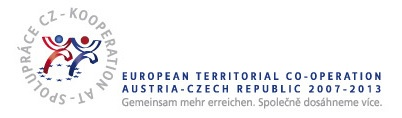 SPOLUPRÁCE CZ - KOOPERATION AT -
EUROPEAN TERRITORIAL CO-OPERATION
AUSTRIA-CZECH REPUBLIC 2007-2013
Gemeinsam mehr erreichen. Společně dosáhneme více.